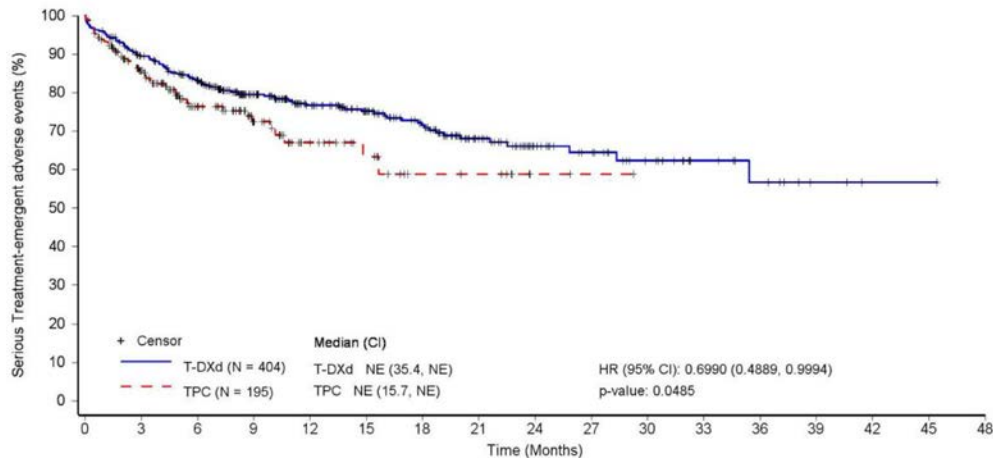 Serious Treatment-emergent adverse events (%)
100
90
80
70
60
50
40
30
20
10
0
+ Censor
Median (CI)
T-DXd (N = 404)
T-DXd NE (35.4, NE)
HR (95% CI): 0.6990 (0.4889, 0.9994)
TPC (N = 195)
TPC NE (15.7, NE)
p-value: 0.0485
0 3 6 9 12 15 18 21 24 27 30 33 36 39 42 45 48
Time (Months)